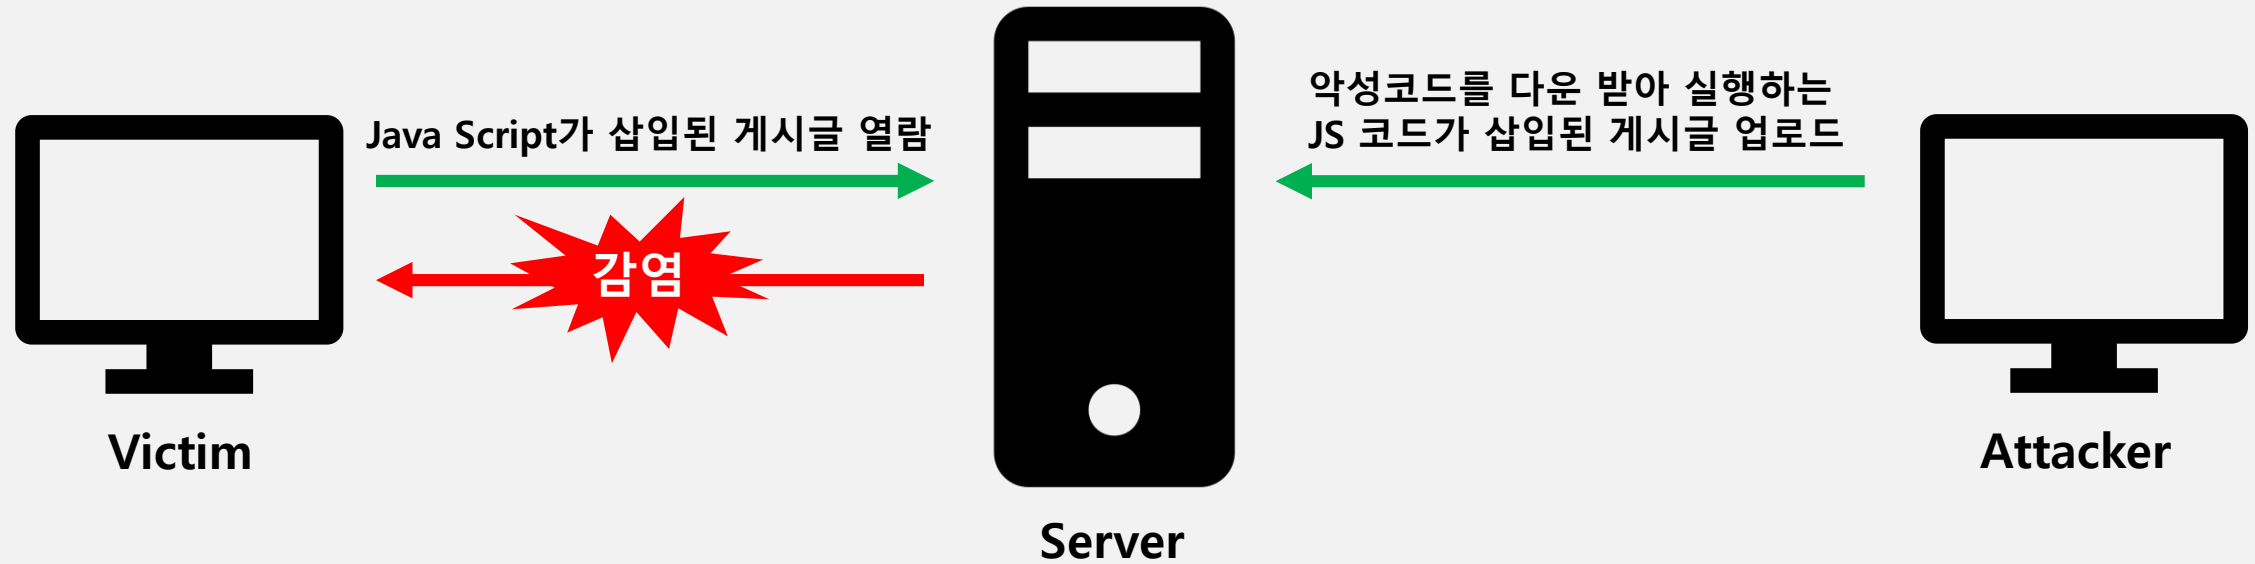 Java Script가 삽입된 게시글 열람
악성코드를 다운 받아 실행하는
JS 코드가 삽입된 게시글 업로드
감염
Victim
Server
Attacker